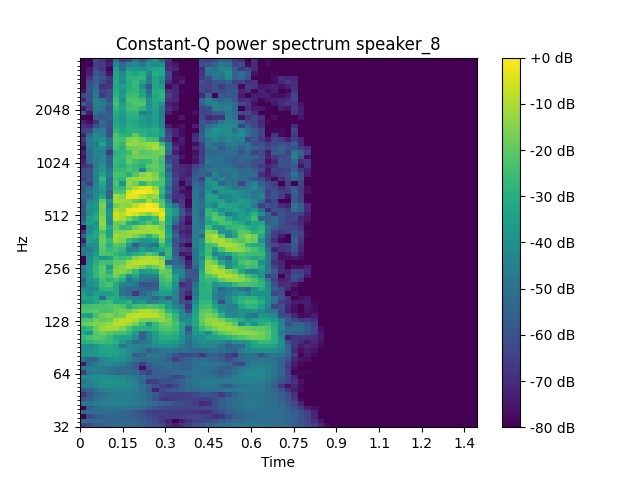 Constant-Q power spectrum speaker_8
Hz
2048
1024
512
256
128
64
32
0 0.15 0.3 0.45 0.6 0.75 0.9 1.1 1.2 1.4
Time
+0 dB
-10 dB
-20 dB
-30 dB
-40 dB
-50 dB
-60 dB
-70 dB
-80 dB